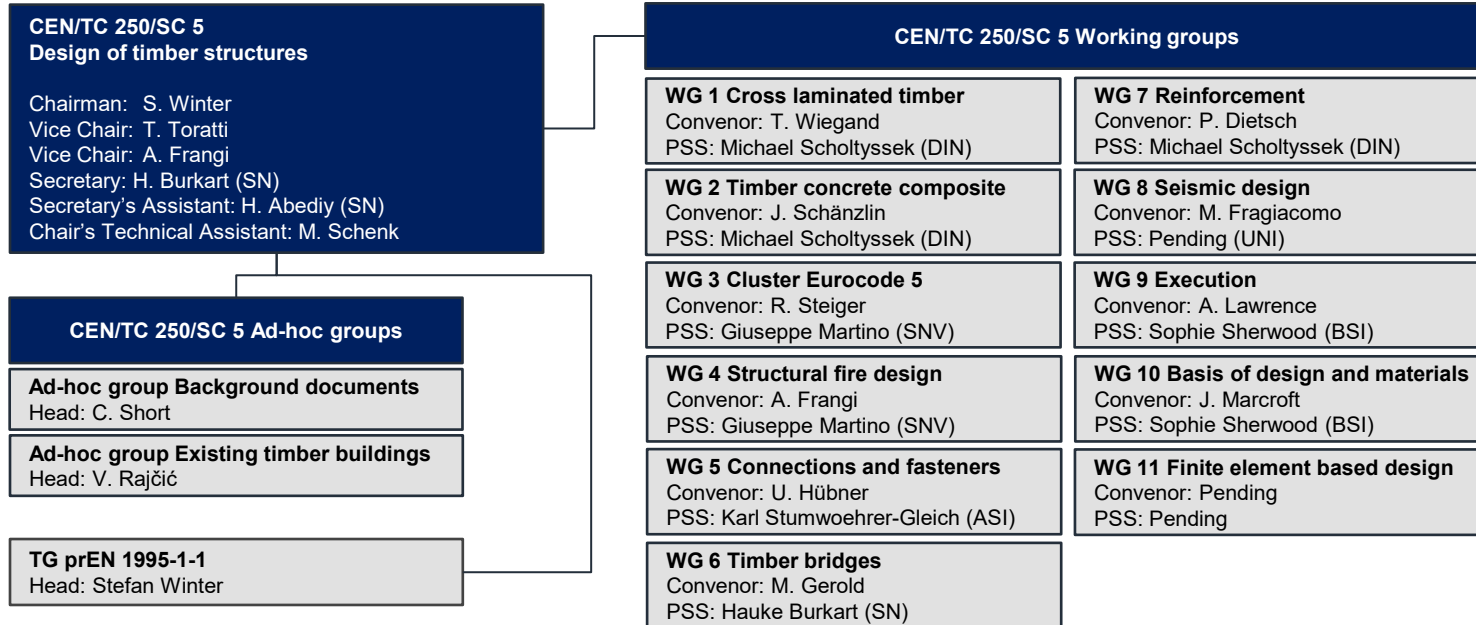 CEN/TC 250/SC 5
Design of timber structures
Chairman: S. Winter
Vice Chair: T. Toratti
Vice Chair: A. Frangi
Secretary: H. Burkart (SN)
Secretary's Assistant: H. Abediy (SN)
Chair's Technical Assistant: M. Schenk
CEN/TC 250/SC 5 Ad-hoc groups
Ad-hoc group Background documents
Head: C. Short
Ad-hoc group Existing timber buildings
Head: V. Rajčić
TG prEN 1995-1-1
Head: Stefan Winter
CEN/TC 250/SC 5 Working groups
WG 1 Cross laminated timber
Convenor: T. Wiegand
PSS: Michael Scholtyssek (DIN)
WG 2 Timber concrete composite
Convenor: J. Schänzlin
PSS: Michael Scholtyssek (DIN)
WG 3 Cluster Eurocode 5
Convenor: R. Steiger
PSS: Giuseppe Martino (SNV)
WG 4 Structural fire design
Convenor: A. Frangi
PSS: Giuseppe Martino (SNV)
WG 5 Connections and fasteners
Convenor: U. Hübner
PSS: Karl Stumwoehrer-Gleich (ASI)
WG 6 Timber bridges
Convenor: M. Gerold
PSS: Hauke Burkart (SN)
WG 7 Reinforcement
Convenor: P. Dietsch
PSS: Michael Scholtyssek (DIN)
WG 8 Seismic design
Convenor: M. Fragiacomo
PSS: Pending (UNI)
WG 9 Execution
Convenor: A. Lawrence
PSS: Sophie Sherwood (BSI)
WG 10 Basis of design and materials
Convenor: J. Marcroft
PSS: Sophie Sherwood (BSI)
WG 11 Finite element based design
Convenor: Pending
PSS: Pending